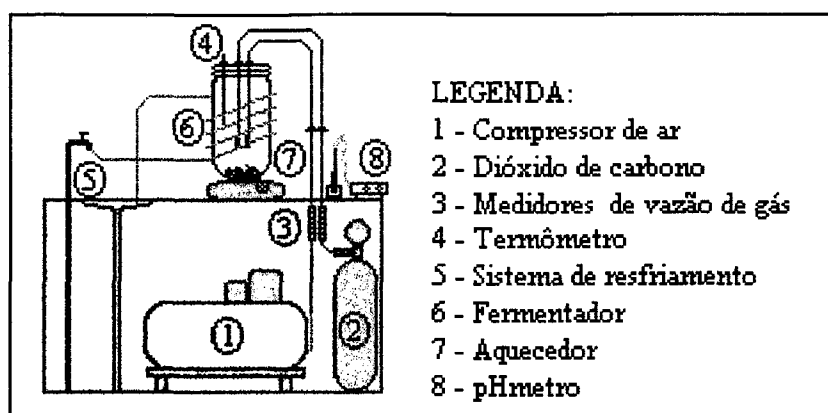 4
6
7
8
5
3
1
2
LEGENDA:
1 - Compressor de ar
2 - Dióxido de carbono
3 - Medidores de vazão de gás
4 - Termômetro
5 - Sistema de resfriamento
6 - Fermentador
7 - Aquecedor
8 - pHmetro